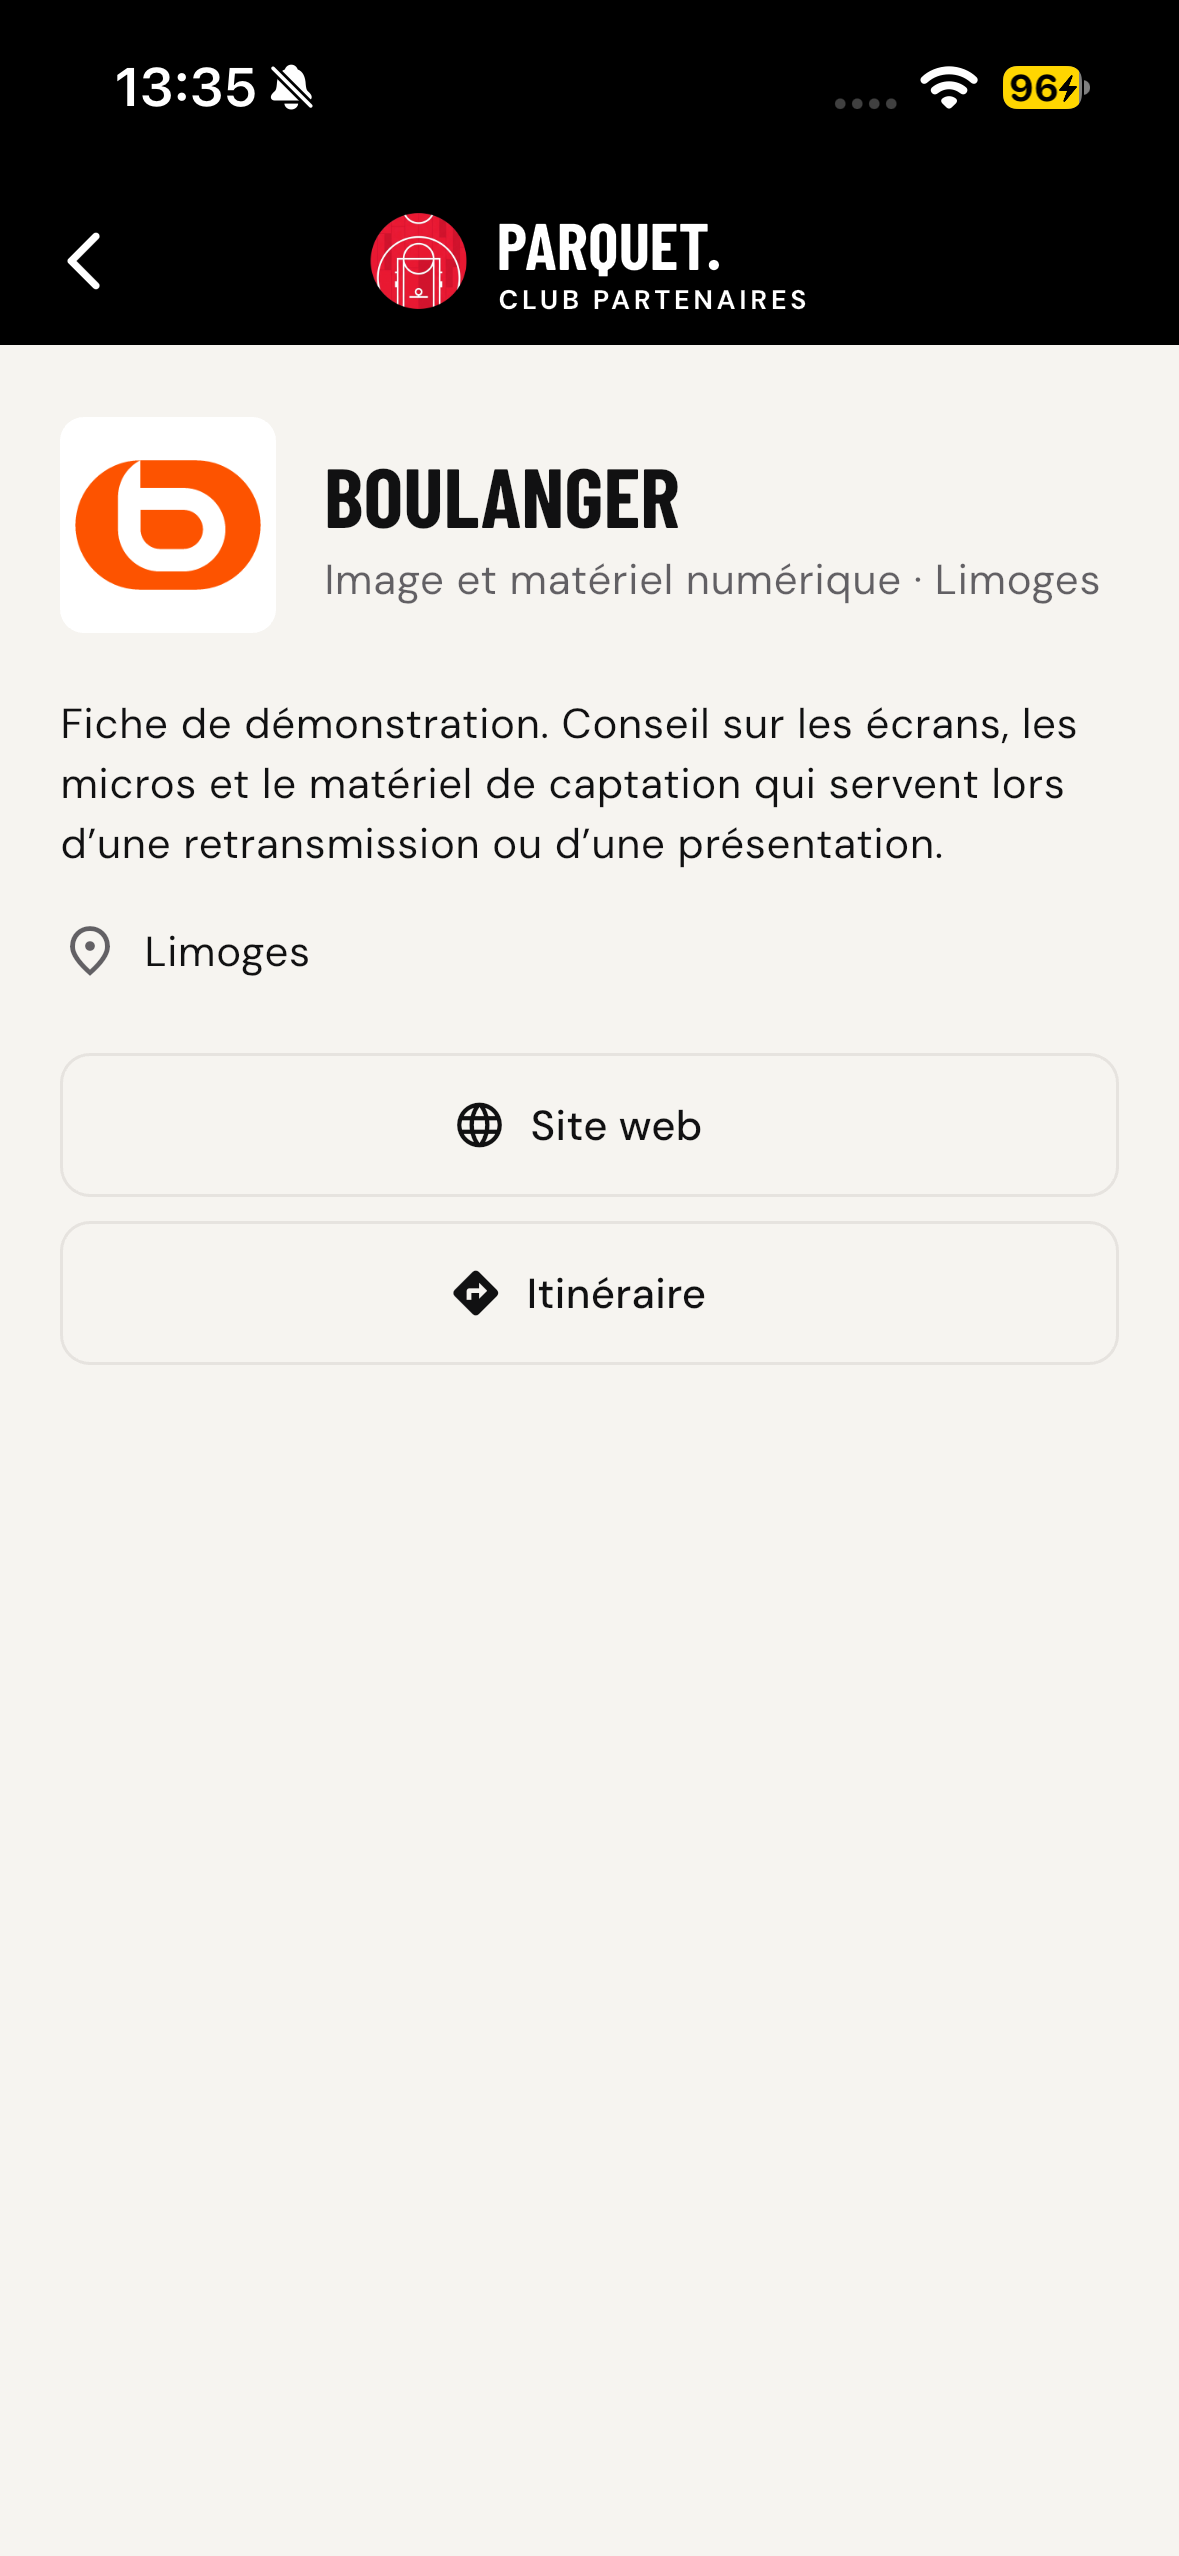 13:35
96
PARQUET.
CLUB PARTENAIRES
BOULANGER
Image et matériel numérique · Limoges
Fiche de démonstration. Conseil sur les écrans, les
micros et le matériel de captation qui servent lors
d’une retransmission ou d’une présentation.
Limoges
Site web
Itinéraire